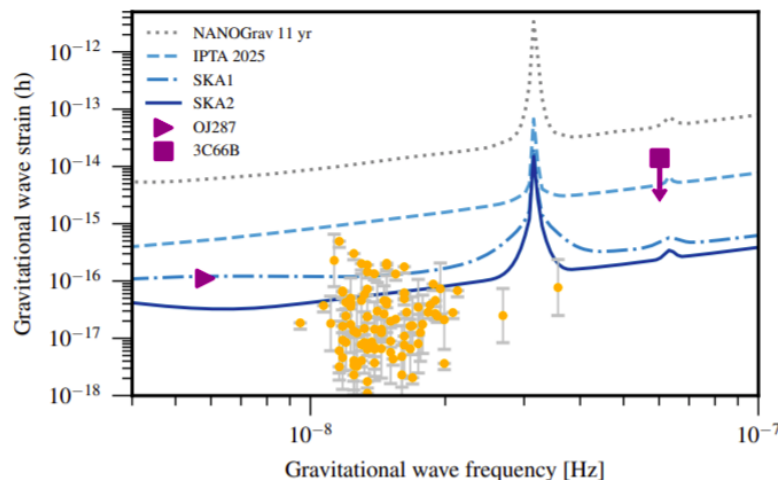 Gravitational wave strain (h)
10⁻¹²
10⁻¹³
10⁻¹⁴
10⁻¹⁵
10⁻¹⁶
10⁻¹⁷
10⁻¹⁸
NANOGrav 11 yr
IPTA 2025
SKA1
SKA2
OJ287
3C66B
10⁻⁸
10⁻⁷
Gravitational wave frequency [Hz]